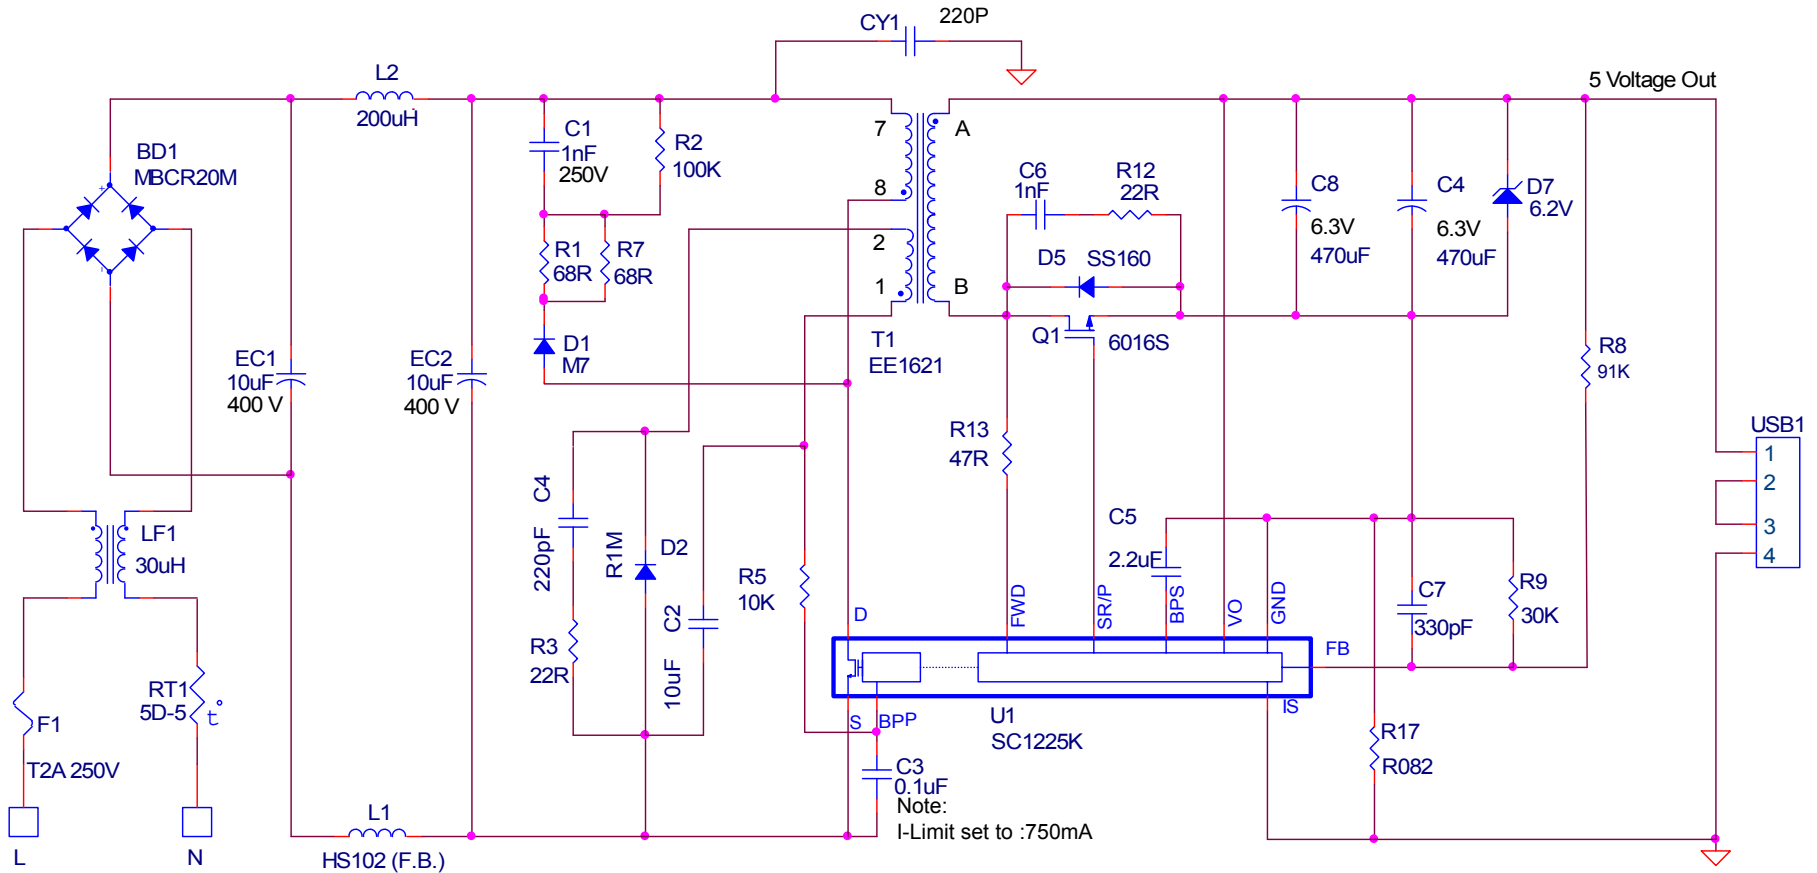 CY1
220P
L2
200uH
5 Voltage Out
BD1
MBCR20M
C1
1nF
250V
R2
100K
7
8
2
1
A
B
T1
EE1621
C6
1nF
R12
22R
C8
6.3V
470uF
C4
6.3V
470uF
D7
6.2V
R1
68R
R7
68R
D5
SS160
Q1
6016S
D1
M7
EC1
10uF
400 V
EC2
10uF
400 V
R8
91K
R13
47R
USB1
1
2
3
4
LF1
30uH
C4
220pF
R1M
D2
R3
22R
C2
10uF
R5
10K
C5
2.2uF
C7
330pF
R9
30K
D
FWD
SR/P
BPS
VO
GND
FB
IS
S
BPP
U1
SC1225K
RT1
5D-5
t°
F1
T2A 250V
R17
R082
C3
0.1uF
Note:
I-Limit set to :750mA
L1
HS102 (F.B.)
L
N